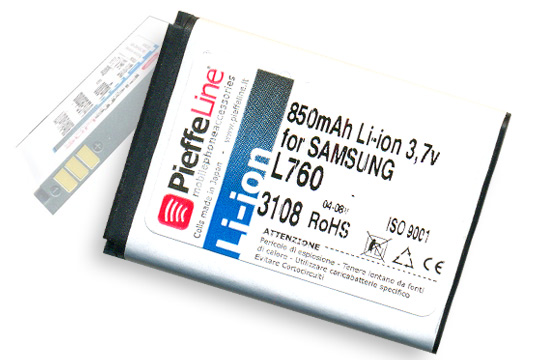 PieffeLine®
mobilephoneaccessories
www.pieffeline.it
Cells made in Japan
Li-ion
850mAh Li-ion 3,7v
for SAMSUNG
L760
3108 RoHS
04-08
ISO 9001
ATTENZIONE
Pericolo di esplosione - Tenere lontano da fonti
di calore - Utilizzare caricabatteria specifico
Evitare Cortocircuiti
CE